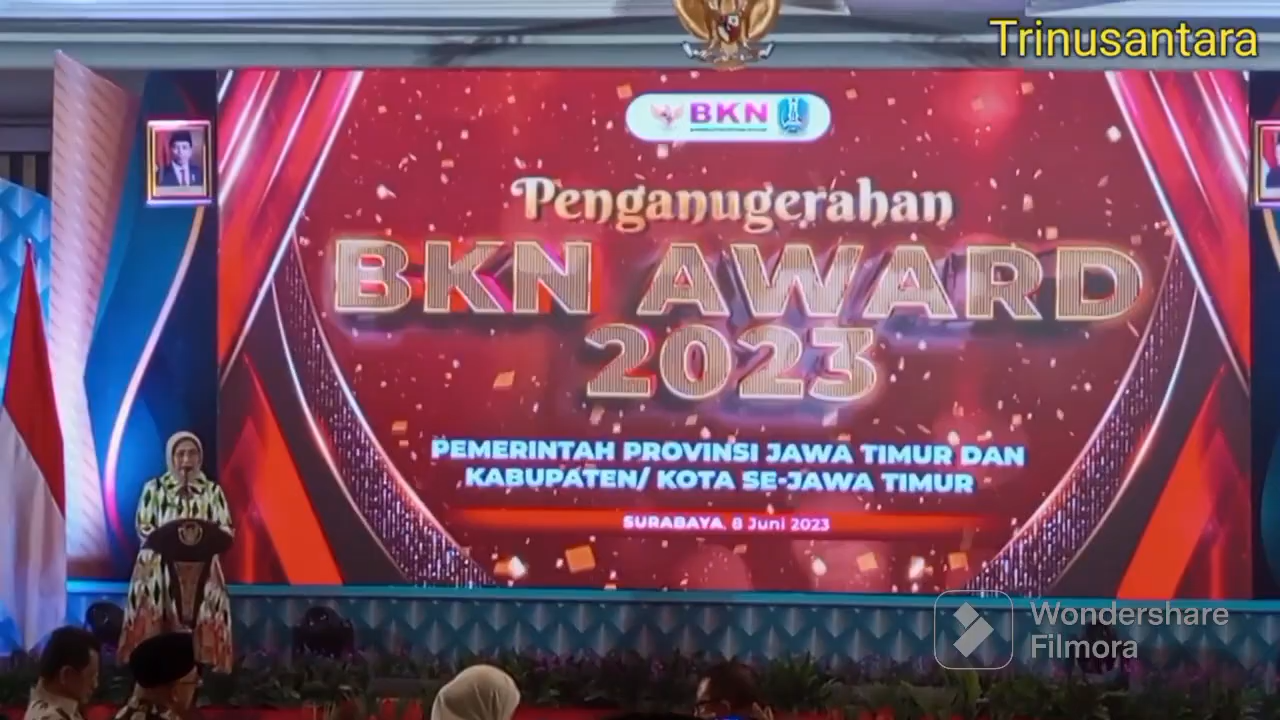 Trinusantara
BKN
Penganugerahan
BKN AWARD
2023
PEMERINTAH PROVINSI JAWA TIMUR DAN
KABUPATEN/ KOTA SE-JAWA TIMUR
SURABAYA, 8 Juni 2023
Wondershare
Filmora